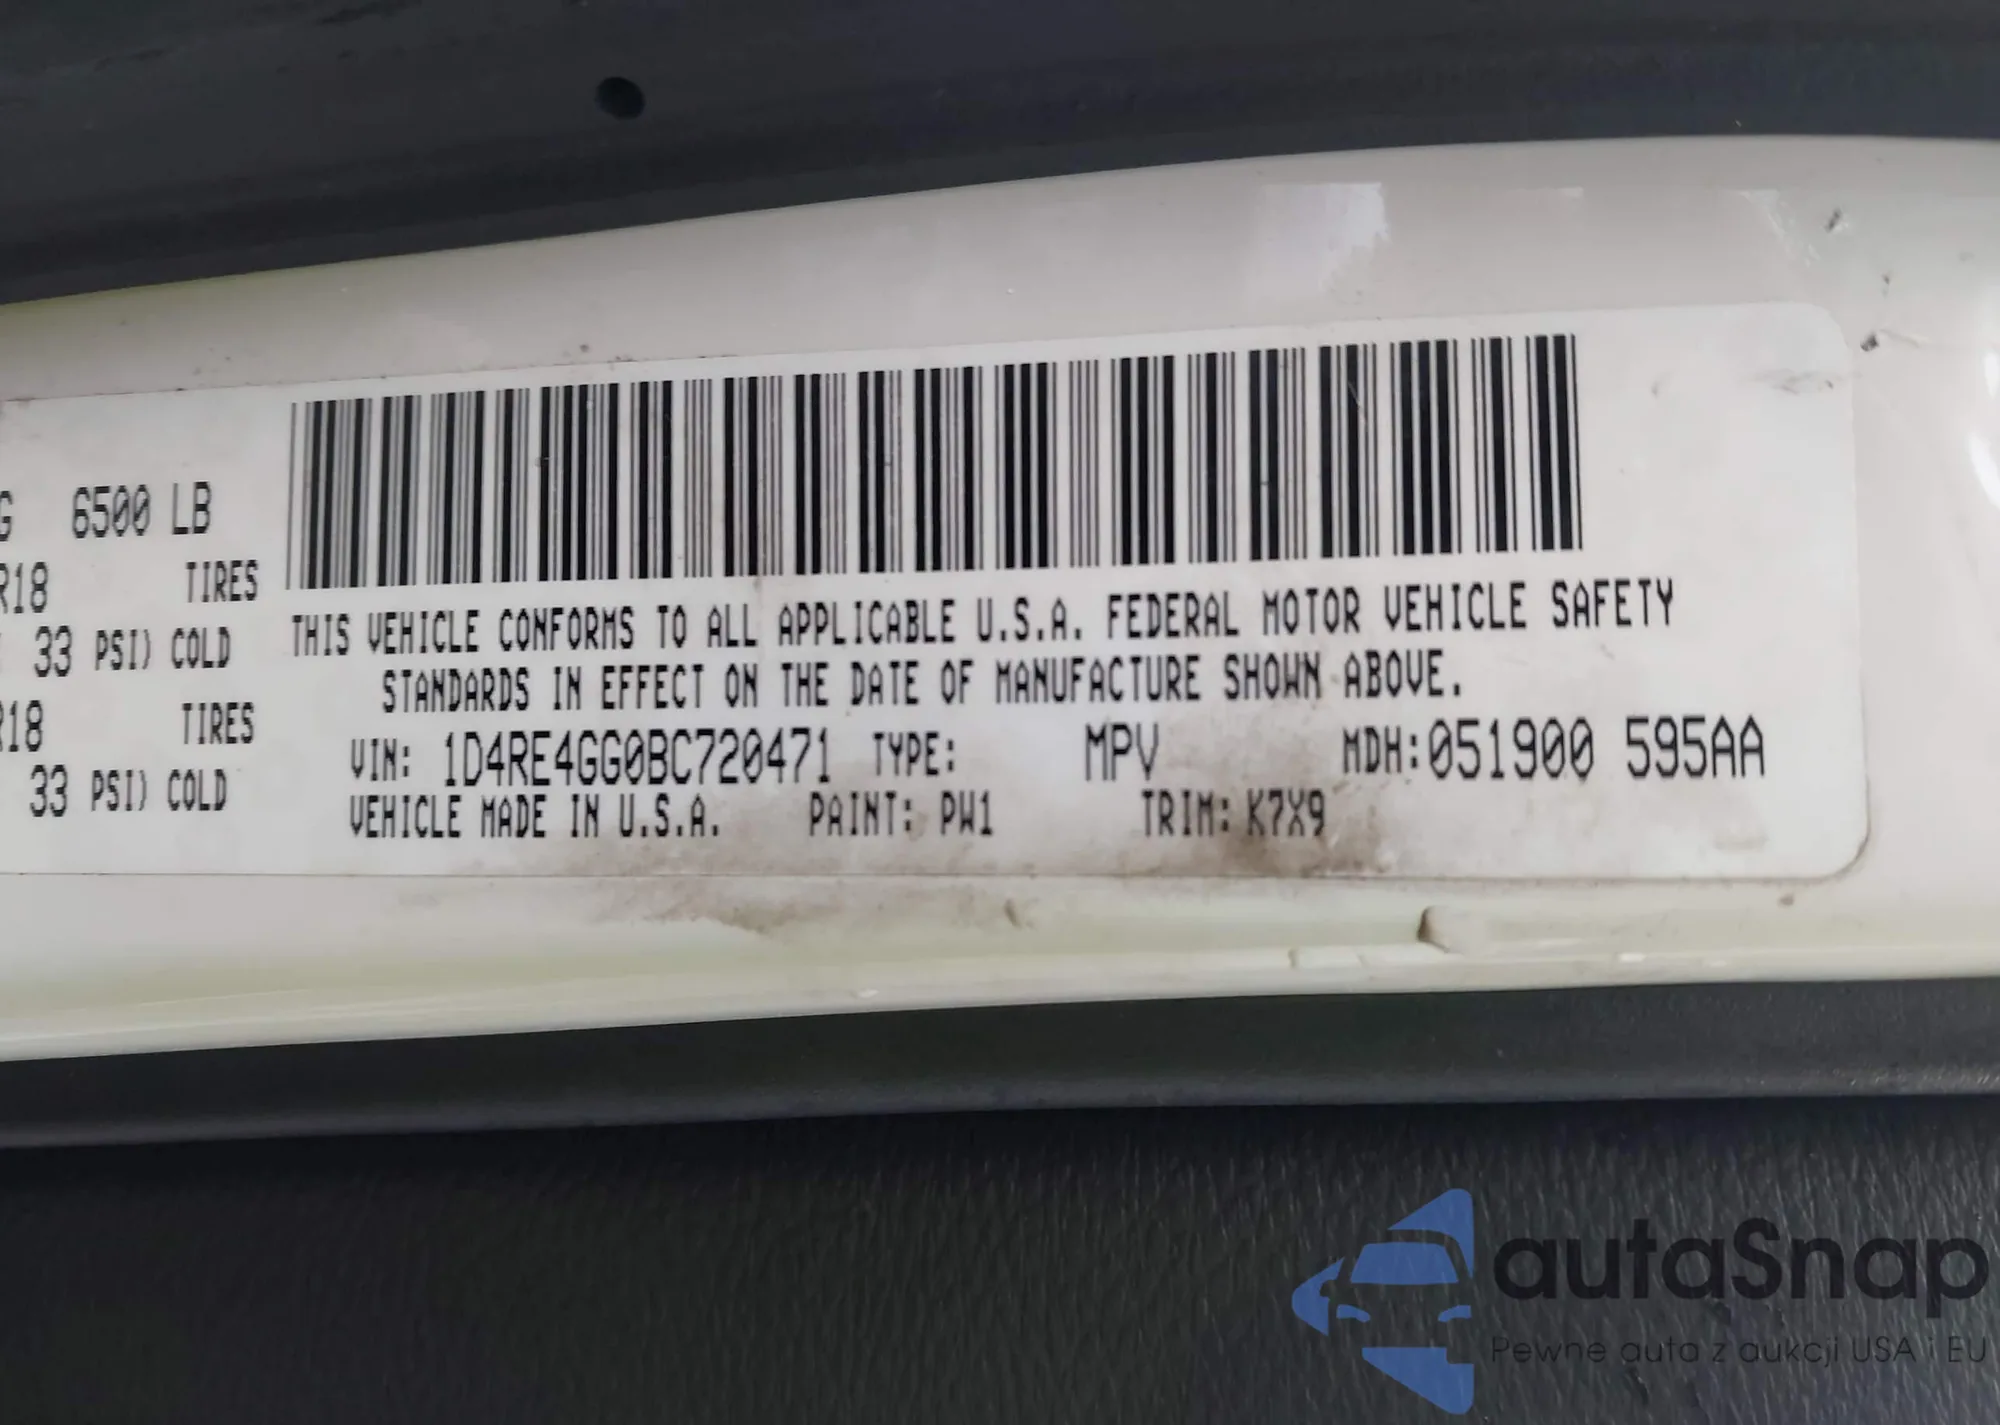 G 6500 LB
R18 TIRES
33 PSI) COLD
R18 TIRES
33 PSI) COLD
THIS VEHICLE CONFORMS TO ALL APPLICABLE U.S.A. FEDERAL MOTOR VEHICLE SAFETY
STANDARDS IN EFFECT ON THE DATE OF MANUFACTURE SHOWN ABOVE.
VIN: 1D4RE4GG0BC720471 TYPE: MPV MDH:051900 595AA
VEHICLE MADE IN U.S.A. PAINT: PW1 TRIM: K7X9
autaSnap
Pewne auta z aukcji USA i EU